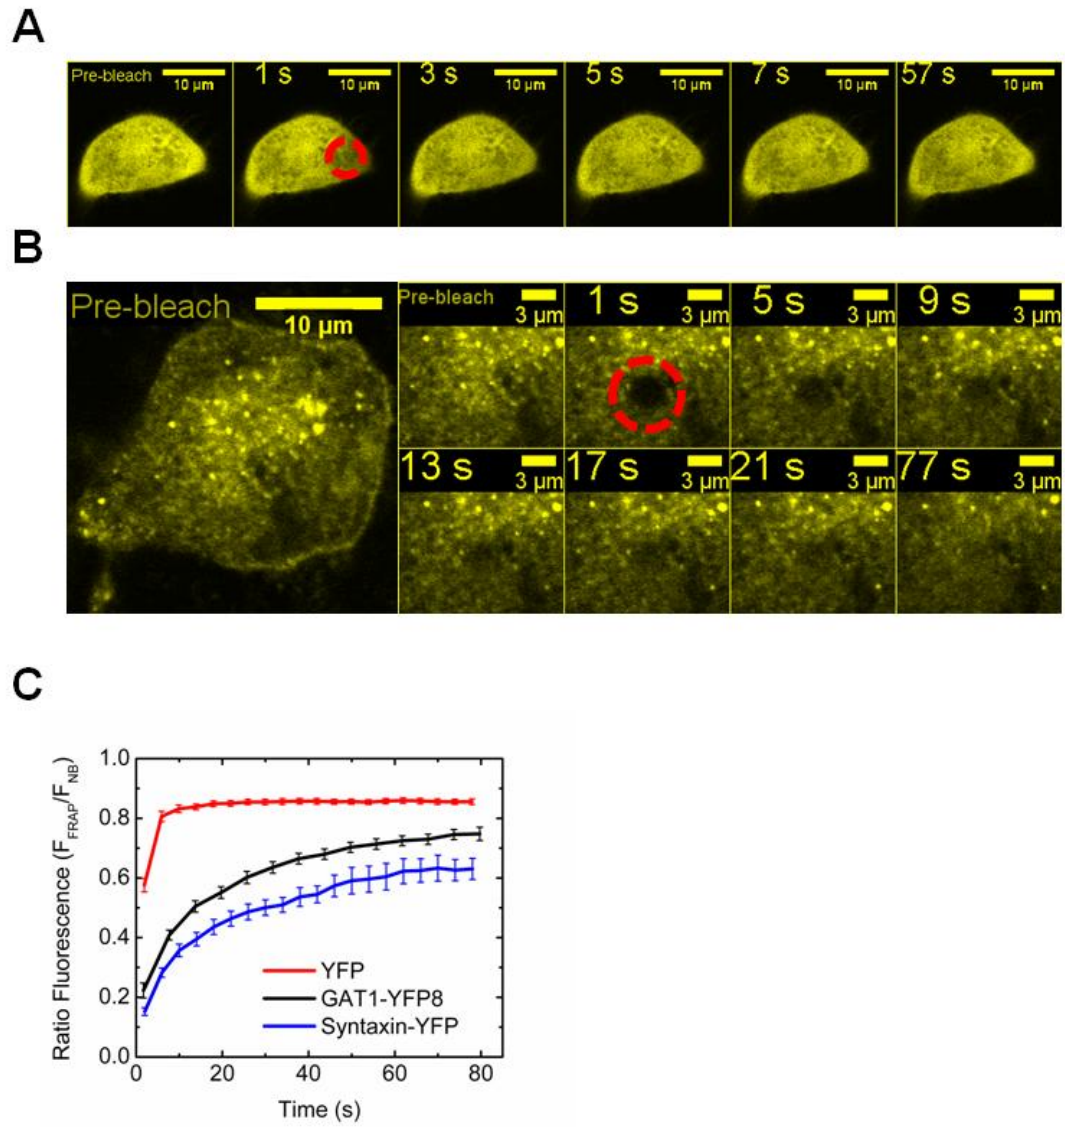 A
Pre-bleach 1 s 3 s 5 s 7 s 57 s
10 µm 10 µm 10 µm 10 µm 10 µm 10 µm
B
Pre-bleach
10 µm
Pre-bleach 1 s 5 s 9 s
3 µm 3 µm 3 µm 3 µm
13 s 17 s 21 s 77 s
3 µm 3 µm 3 µm 3 µm
C
Ratio Fluorescence (F_FRAP/F_NB)
1.0
0.8
0.6
0.4
0.2
0.0
YFP
GAT1-YFP8
Syntaxin-YFP
0 20 40 60 80
Time (s)